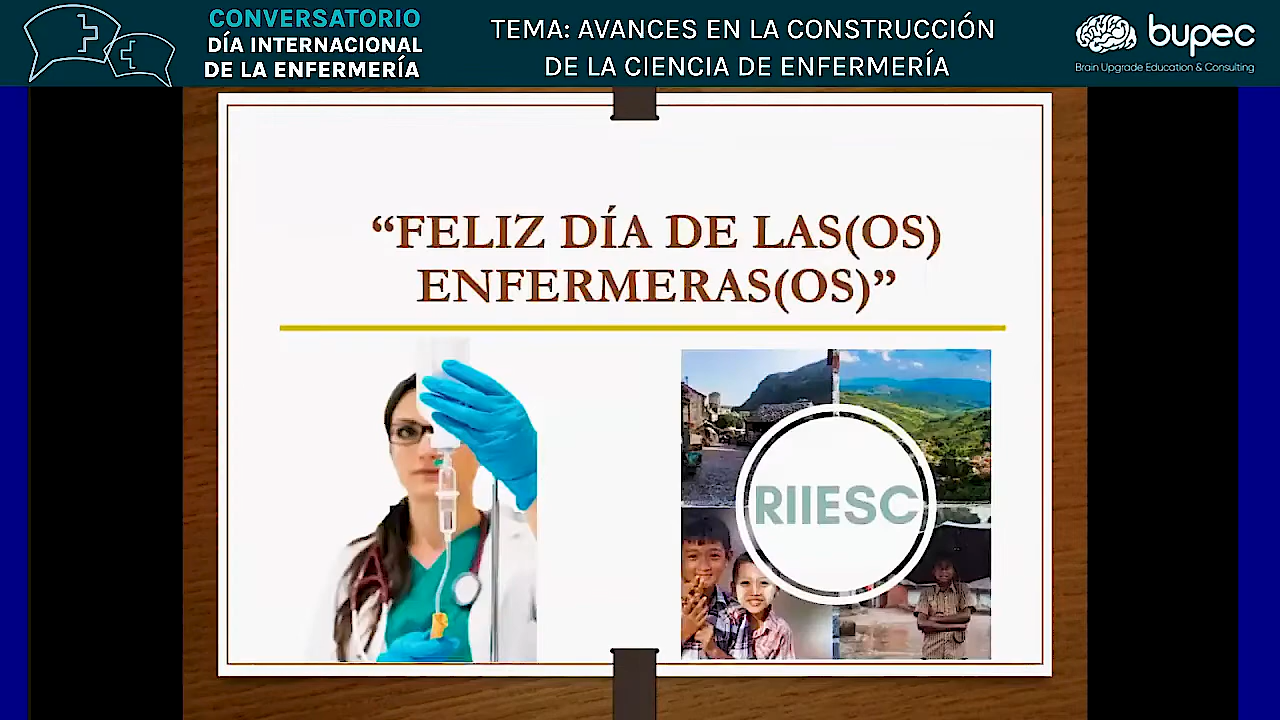 CONVERSATORIO
DÍA INTERNACIONAL
DE LA ENFERMERÍA
TEMA: AVANCES EN LA CONSTRUCCIÓN
DE LA CIENCIA DE ENFERMERÍA
bupec
Brain Upgrade Education & Consulting
“FELIZ DÍA DE LAS(OS)
ENFERMERAS(OS)”
RIIESC